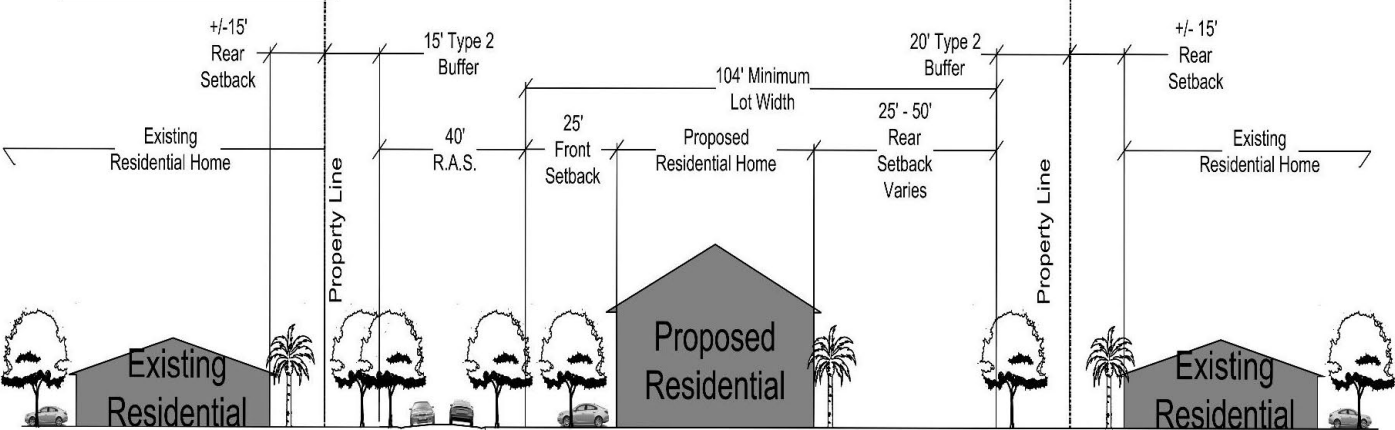 +/-15'
Rear
Setback
15' Type 2
Buffer
20' Type 2
Buffer
+/- 15'
Rear
Setback
104' Minimum
Lot Width
Existing
Residential Home
40'
R.A.S.
25'
Front
Setback
Proposed
Residential Home
25' - 50'
Rear
Setback
Varies
Existing
Residential Home
Property Line
Property Line
Existing
Residential
Proposed
Residential
Existing
Residential